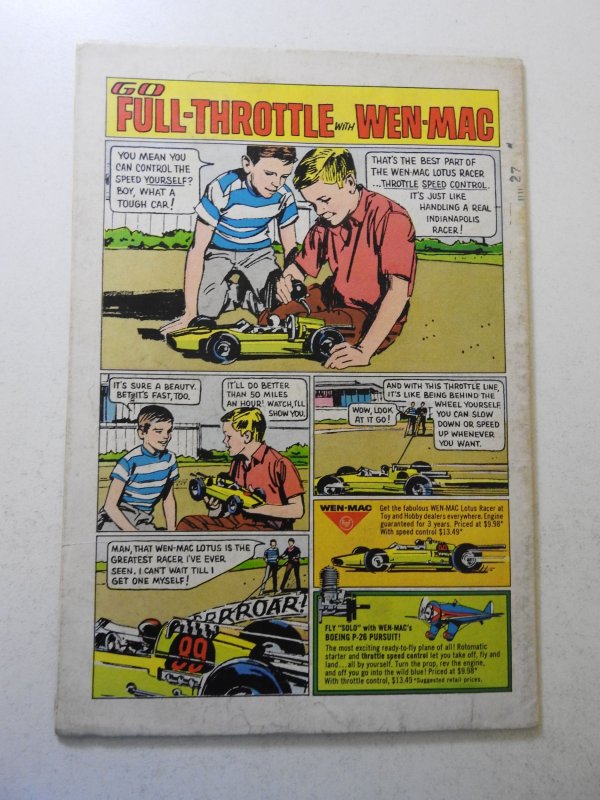 GO
FULL-THROTTLE WITH WEN-MAC
YOU MEAN YOU
CAN CONTROL THE
SPEED YOURSELF?
BOY, WHAT A
TOUGH CAR!
THAT'S THE BEST PART OF
THE WEN-MAC LOTUS RACER
...THROTTLE SPEED CONTROL.
IT'S JUST LIKE
HANDLING A REAL
INDIANAPOLIS
RACER!
27
IT'S SURE A BEAUTY.
BET IT'S FAST, TOO.
IT'LL DO BETTER
THAN 50 MILES
AN HOUR! WATCH, I'LL
SHOW YOU.
WOW, LOOK
AT IT GO!
AND WITH THIS THROTTLE LINE,
IT'S LIKE BEING BEHIND THE
WHEEL YOURSELF.
YOU CAN SLOW
DOWN OR SPEED
UP WHENEVER
YOU WANT.
WEN-MAC
Get the fabulous WEN-MAC Lotus Racer at
Toy and Hobby dealers everywhere. Engine
guaranteed for 3 years. Priced at $9.98*
With speed control $13.49*
MAN, THAT WEN-MAC LOTUS IS THE
GREATEST RACER I'VE EVER
SEEN. I CAN'T WAIT TILL I
GET ONE MYSELF!
RRRROAR!
89
FLY "SOLO" with WEN-MAC's
BOEING P-26 PURSUIT!
The most exciting ready-to-fly plane of all! Rotomatic
starter and throttle speed control let you take off, fly and
land...all by yourself. Turn the prop, rev the engine,
and off you go into the wild blue! Priced at $9.98*
With throttle control, $13.49 *Suggested retail prices.